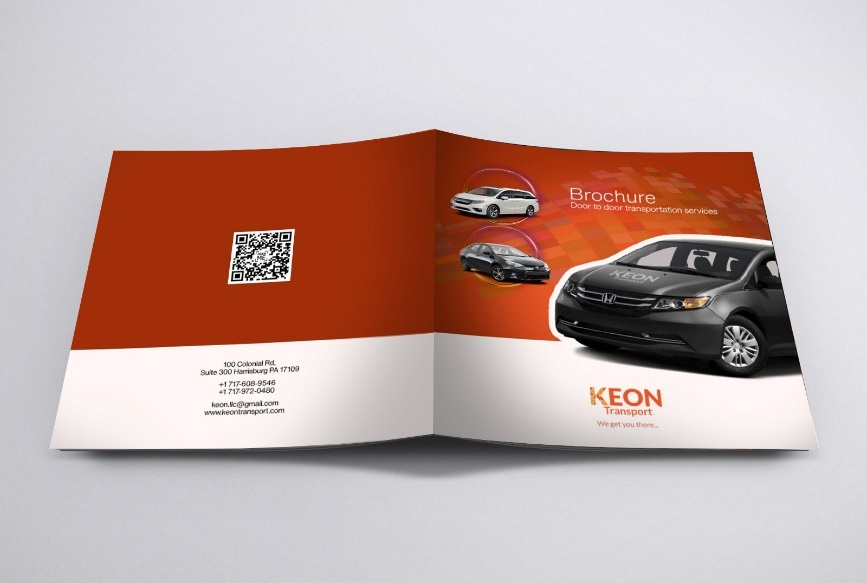 100 Colonial Rd,
Suite 300 Harrisburg PA 17109
+1 717-608-9546
+1 717-972-0480
keon.llc@gmail.com
www.keontransport.com
Brochure
Door to door transportation services
KEON
KEON
Transport
We get you there...